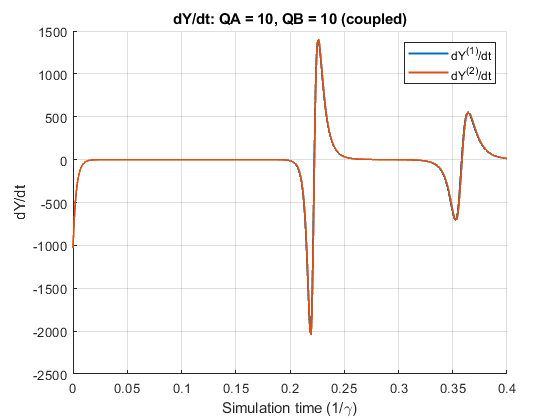 dY/dt: QA = 10, QB = 10 (coupled)
dY⁽¹⁾/dt
dY⁽²⁾/dt
dY/dt
1500
1000
500
0
-500
-1000
-1500
-2000
-2500
0 0.05 0.1 0.15 0.2 0.25 0.3 0.35 0.4
Simulation time (1/γ)